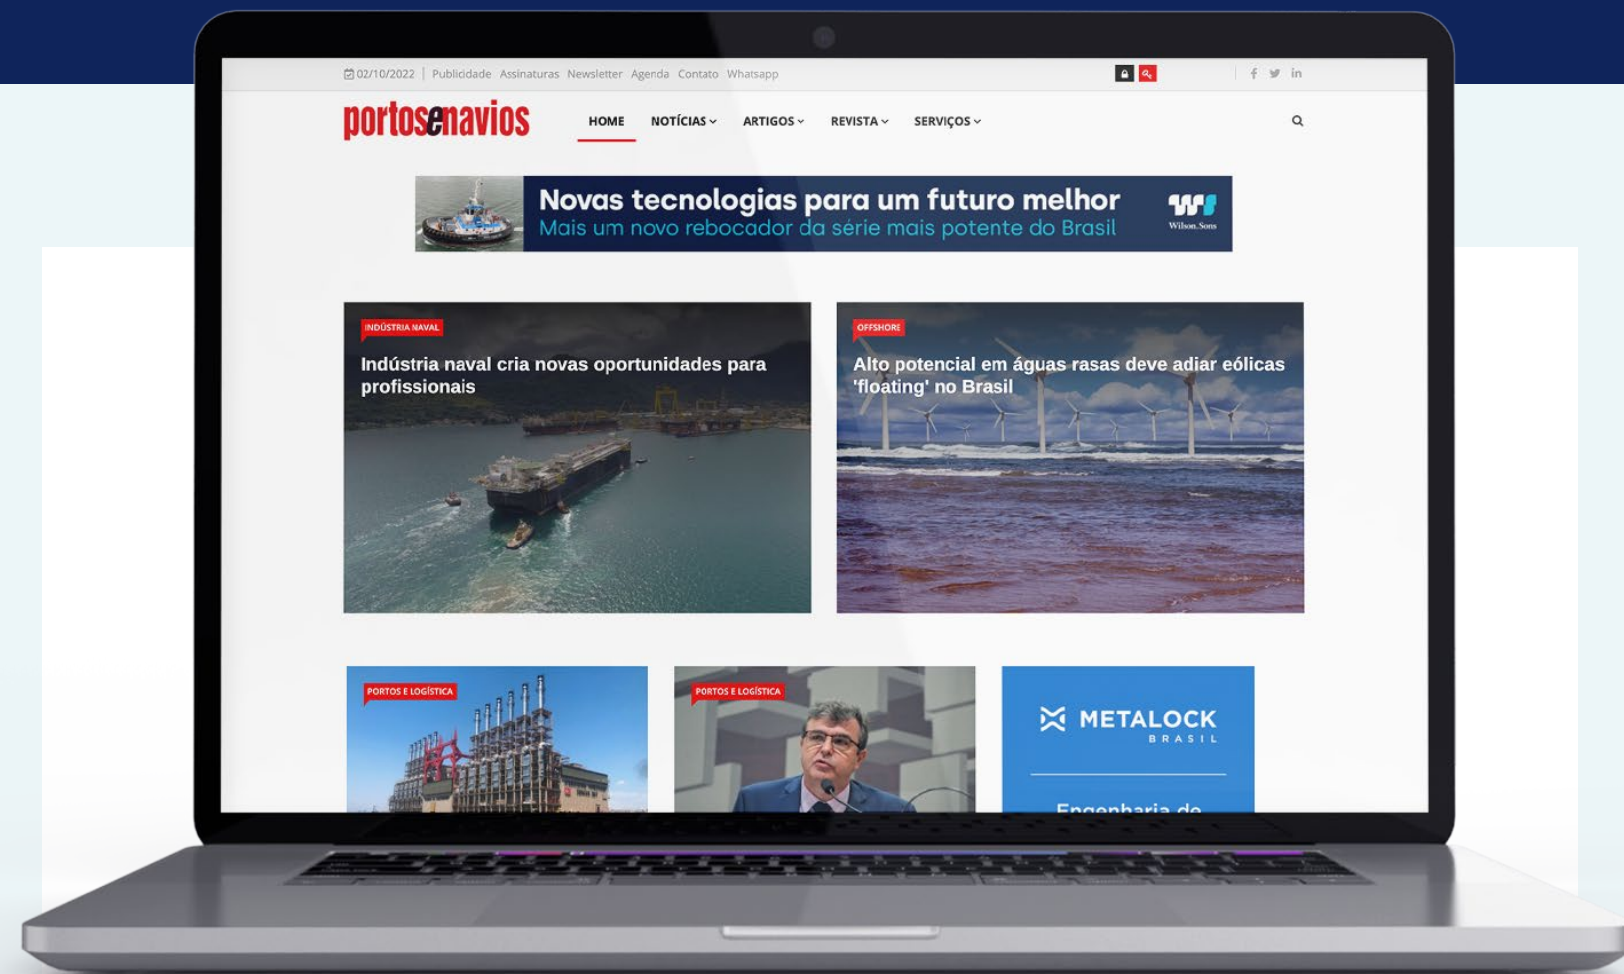 02/10/2022 | Publicidade Assinaturas Newsletter Agenda Contato Whatsapp
portosenavios
HOME NOTÍCIAS ARTIGOS REVISTA SERVIÇOS
Novas tecnologias para um futuro melhor
Mais um novo rebocador da série mais potente do Brasil
Wilson.Sons
INDÚSTRIA NAVAL
Indústria naval cria novas oportunidades para
profissionais
OFFSHORE
Alto potencial em águas rasas deve adiar eólicas
'floating' no Brasil
PORTOS E LOGÍSTICA
PORTOS E LOGÍSTICA
METALOCK
BRASIL
Engenharia de